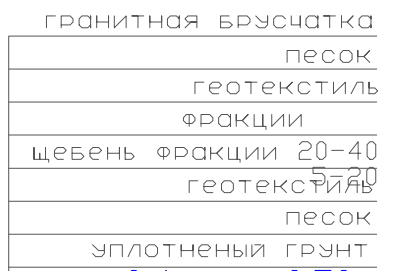 гранитная брусчатка
песок
геотекстиль
фракции
щебень фракции 20-40
5-20
геотекстиль
песок
уплотненый грунт